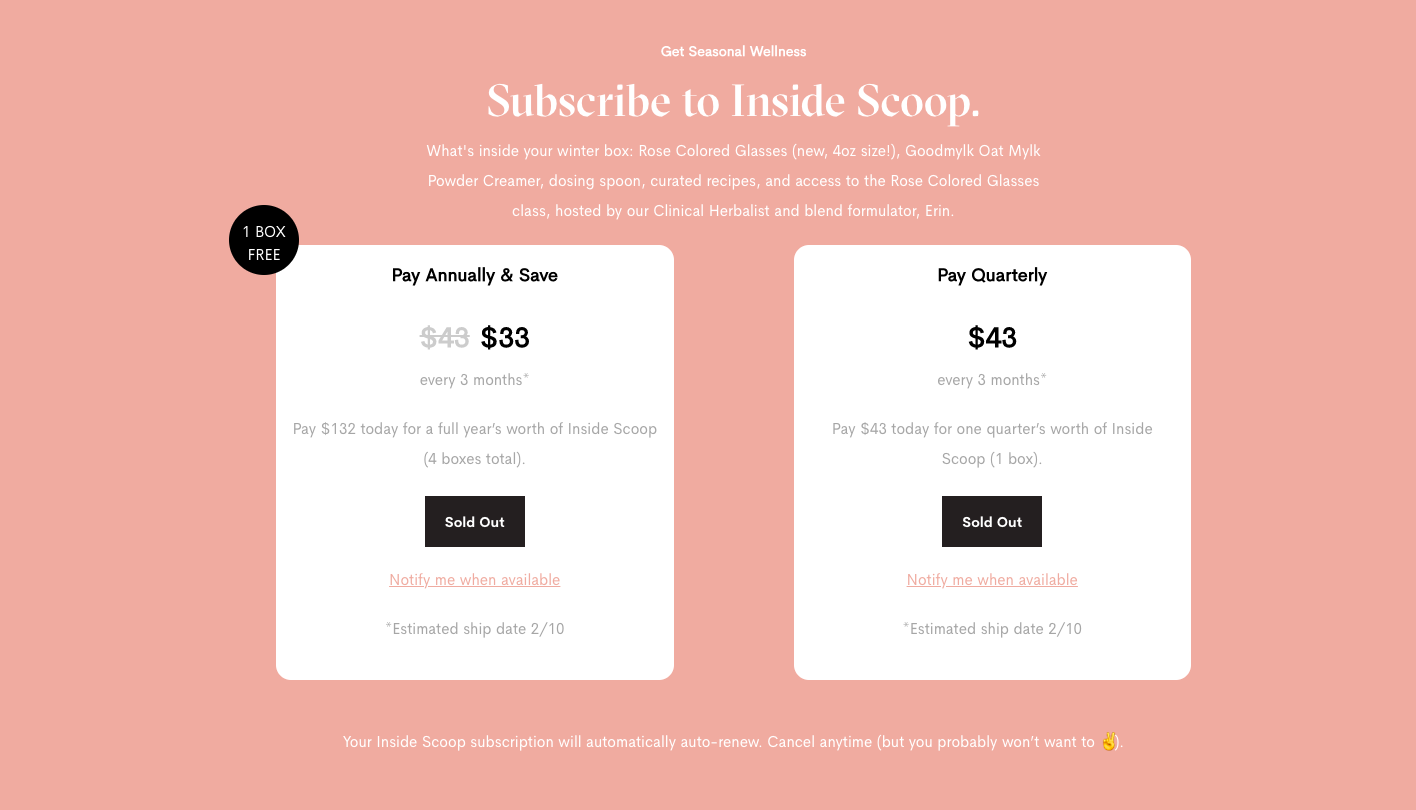 Get Seasonal Wellness
Subscribe to Inside Scoop.
What's inside your winter box: Rose Colored Glasses (new, 4oz size!), Goodmylk Oat Mylk
Powder Creamer, dosing spoon, curated recipes, and access to the Rose Colored Glasses
class, hosted by our Clinical Herbalist and blend formulator, Erin.
1 BOX
FREE
Pay Annually & Save
$43 $33
every 3 months*
Pay $132 today for a full year’s worth of Inside Scoop
(4 boxes total).
Sold Out
Notify me when available
*Estimated ship date 2/10
Pay Quarterly
$43
every 3 months*
Pay $43 today for one quarter’s worth of Inside
Scoop (1 box).
Sold Out
Notify me when available
*Estimated ship date 2/10
Your Inside Scoop subscription will automatically auto-renew. Cancel anytime (but you probably won’t want to ✌️).